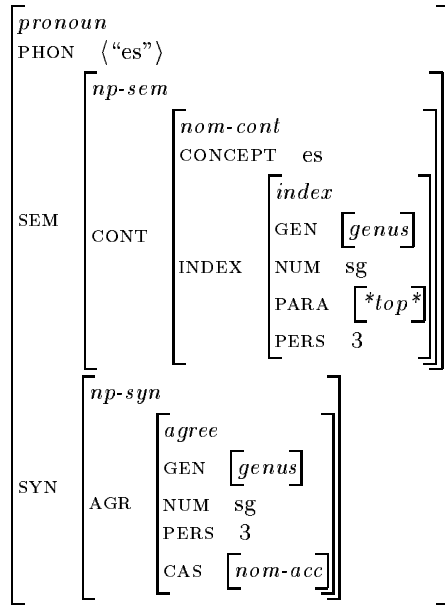 pronoun
PHON ⟨“es”⟩
SEM
np-sem
CONT
nom-cont
CONCEPT es
INDEX
index
GEN [genus]
NUM sg
PARA [*top*]
PERS 3
SYN
np-syn
AGR
agree
GEN [genus]
NUM sg
PERS 3
CAS [nom-acc]